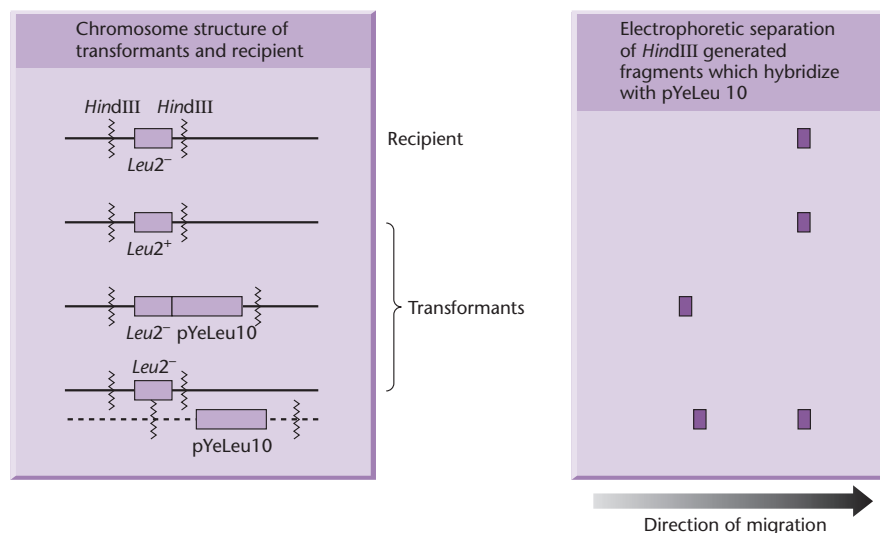 Chromosome structure of
transformants and recipient
HindIII HindIII
Leu2⁻
Recipient
Leu2⁺
Leu2⁻ pYeLeu10
Transformants
Leu2⁻
pYeLeu10
Electrophoretic separation
of HindIII generated
fragments which hybridize
with pYeLeu 10
Direction of migration